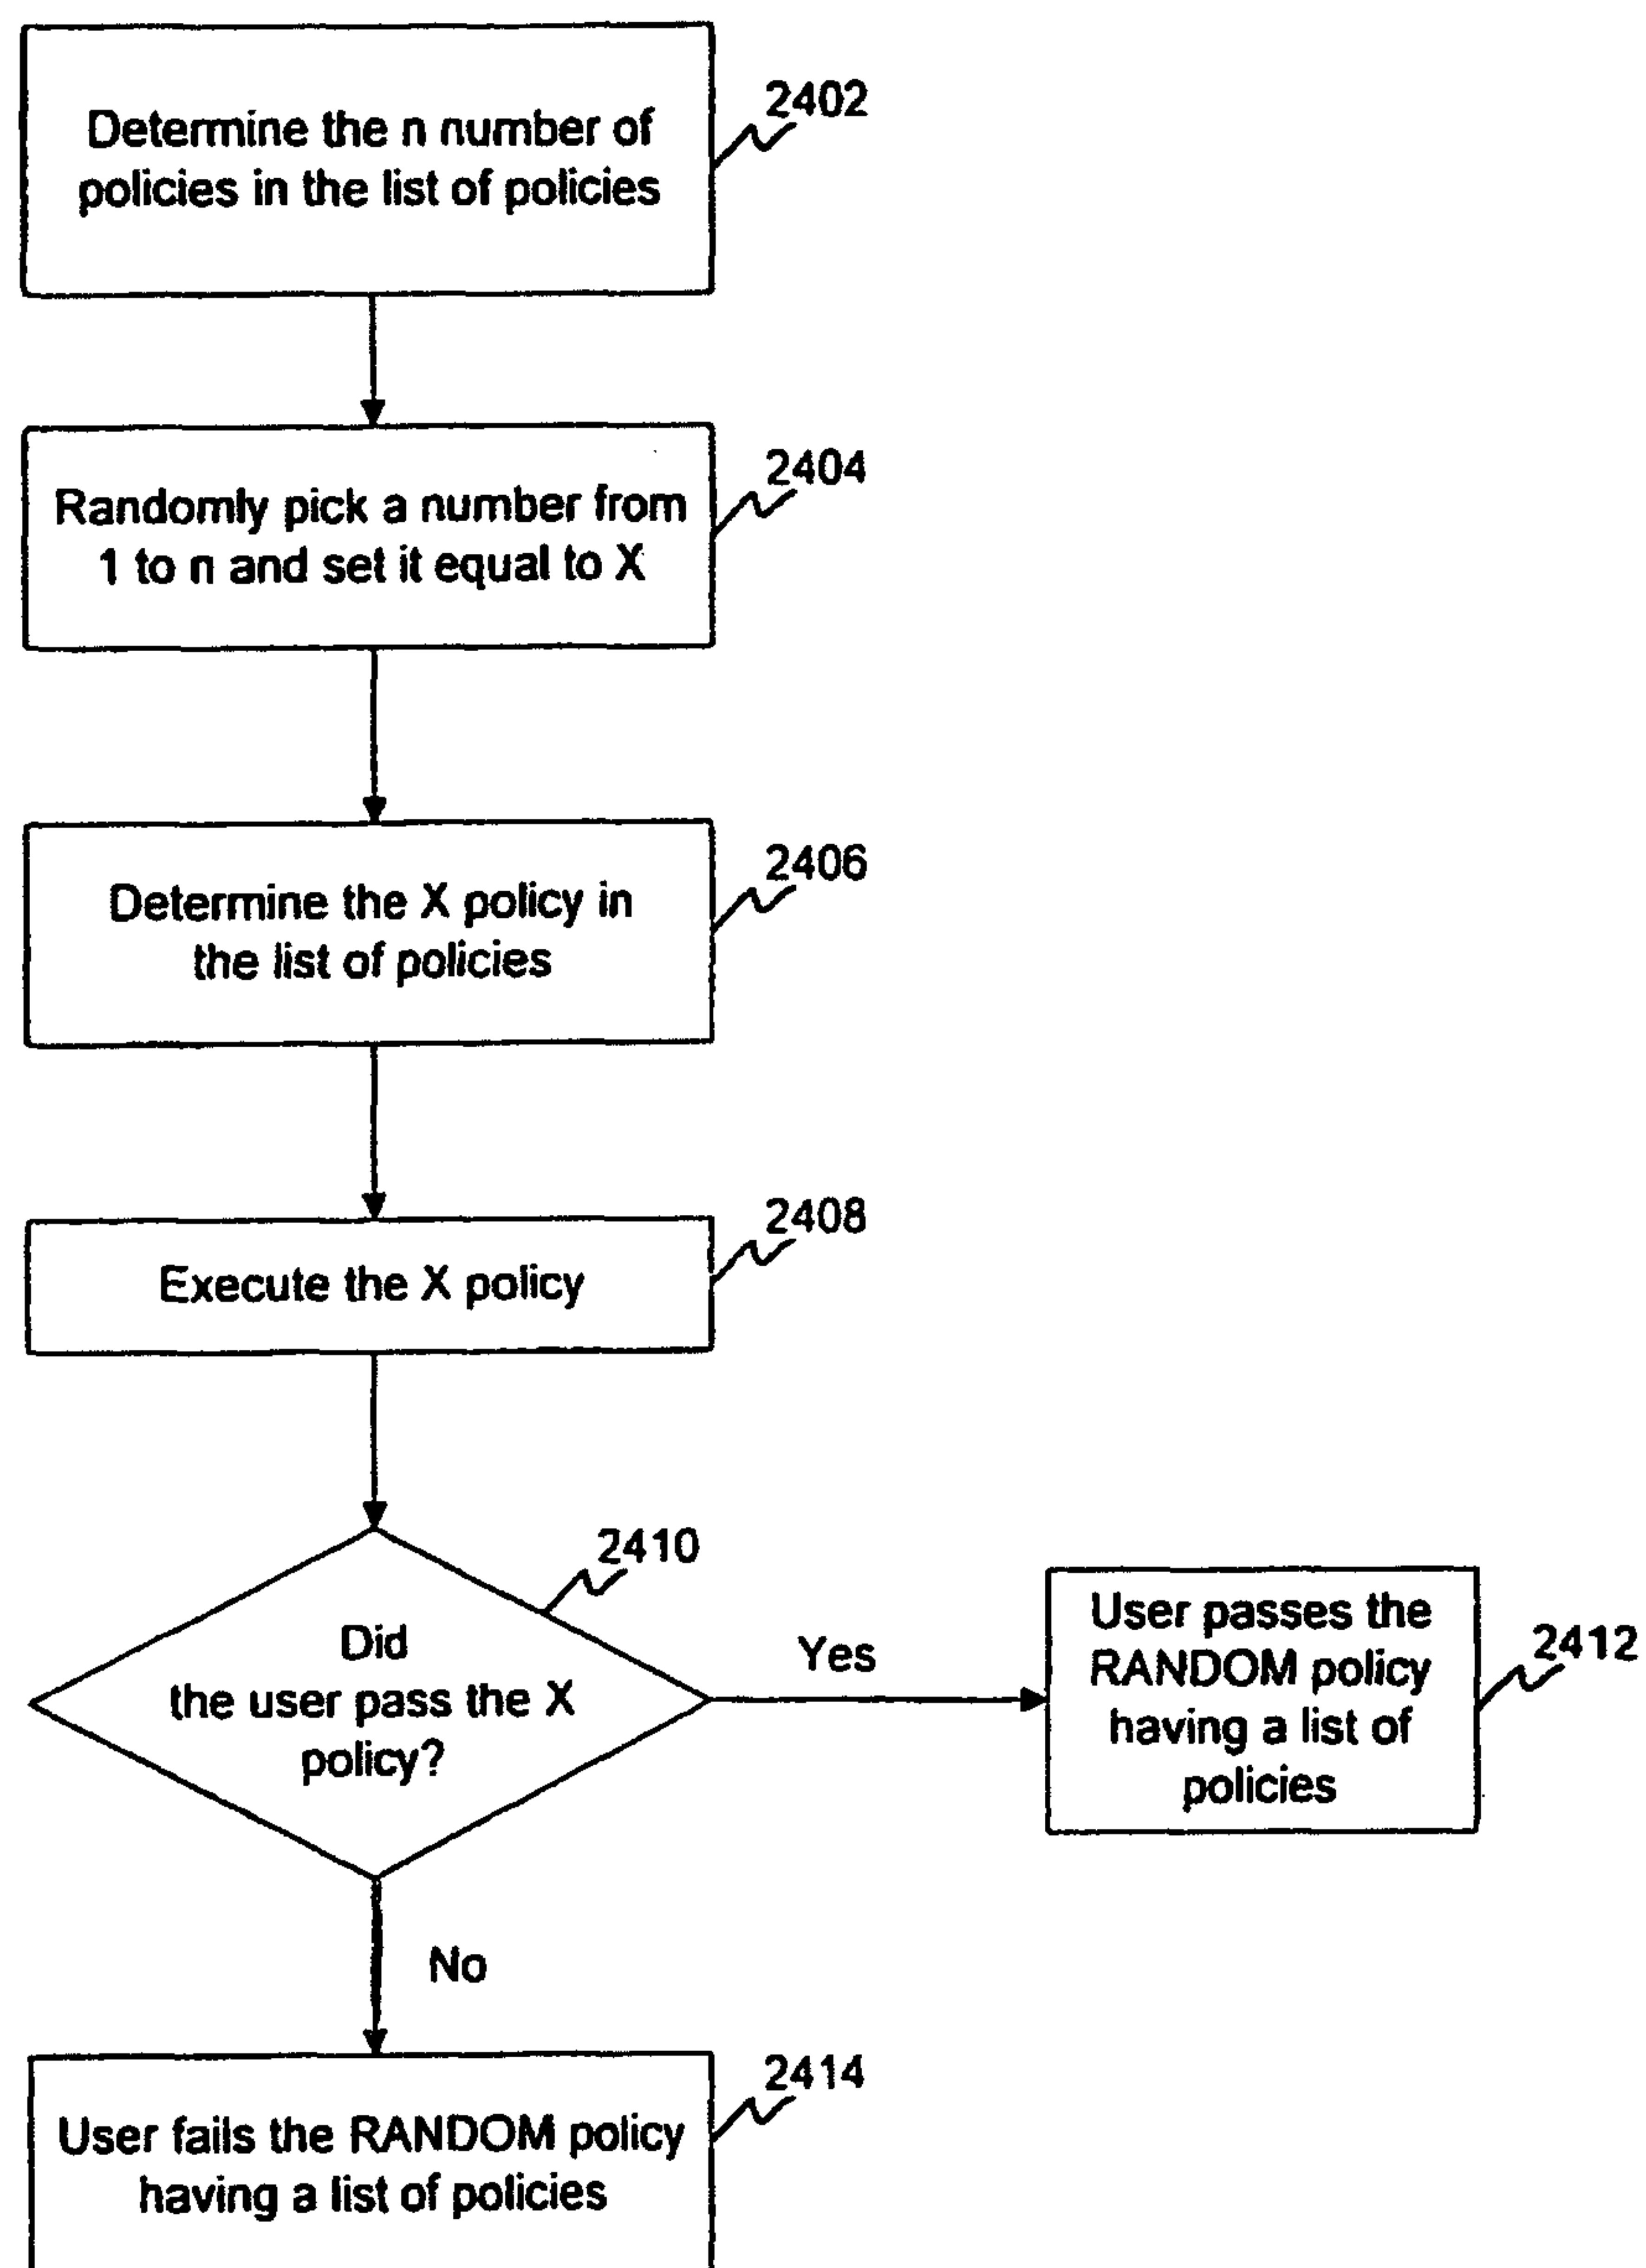 Determine the n number of
policies in the list of policies
2402
Randomly pick a number from
1 to n and set it equal to X
2404
Determine the X policy in
the list of policies
2406
Execute the X policy
2408
Did
the user pass the X
policy?
2410
Yes
User passes the
RANDOM policy
having a list of
policies
2412
No
User fails the RANDOM policy
having a list of policies
2414